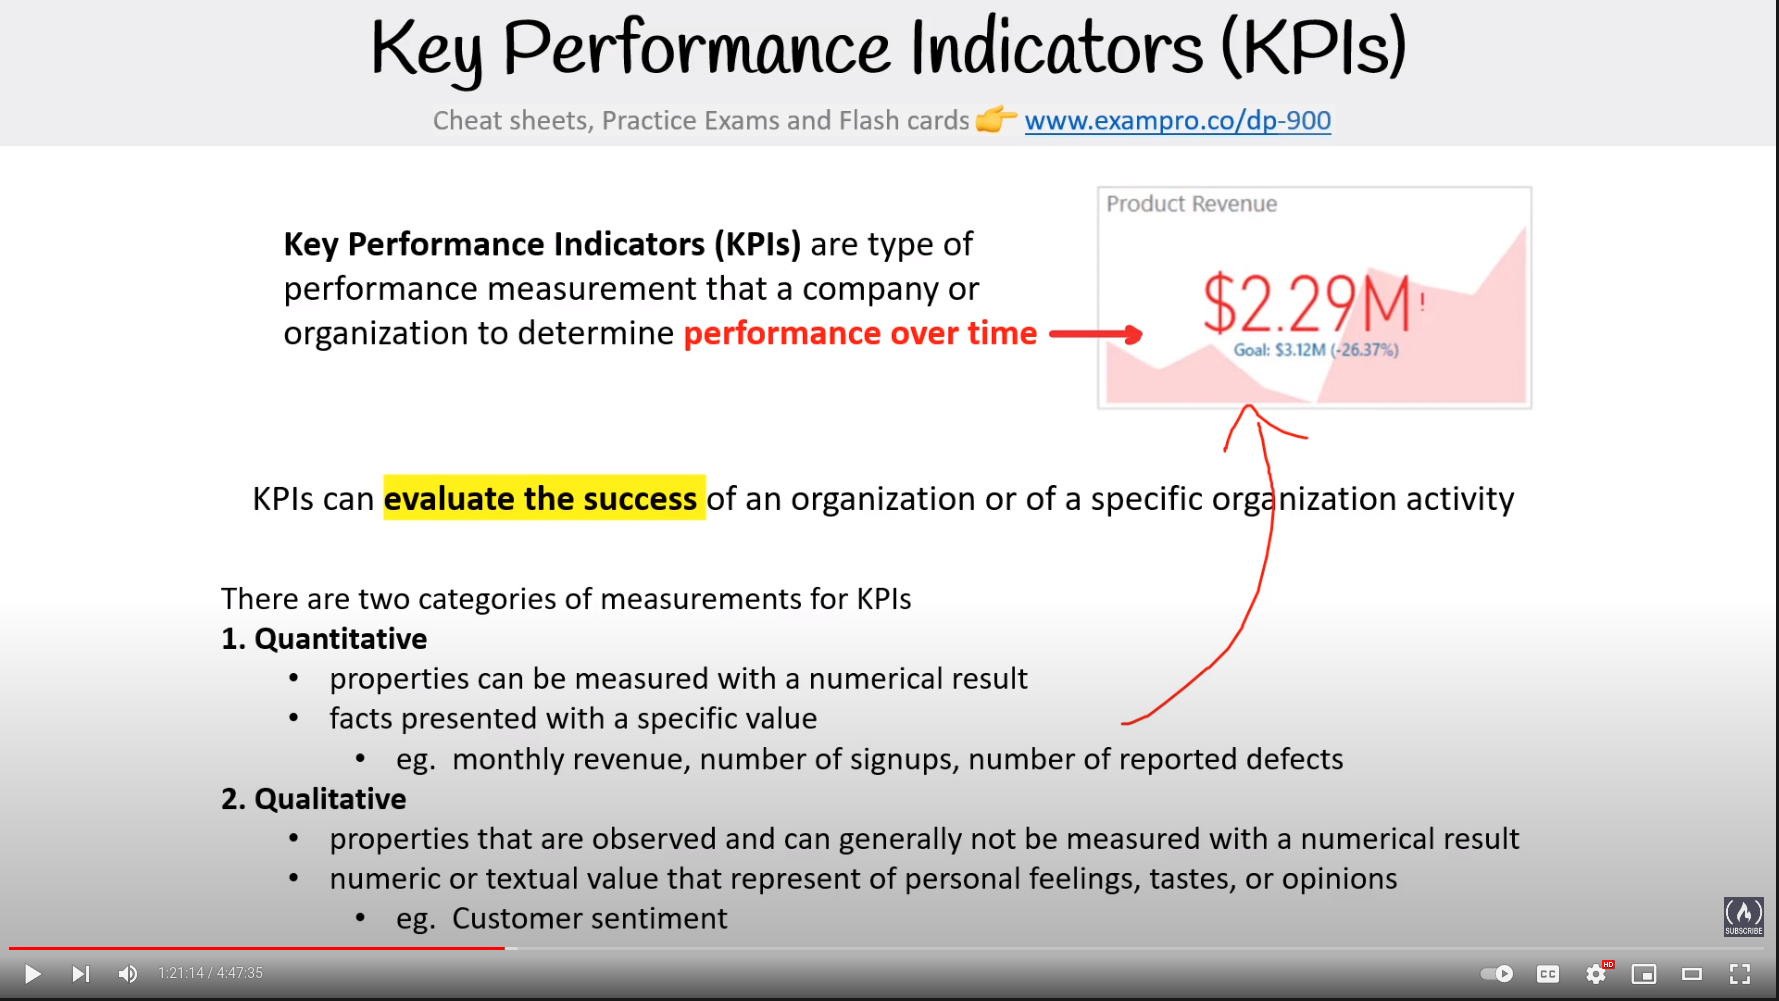 Key Performance Indicators (KPIs)
Cheat sheets, Practice Exams and Flash cards 👉 www.exampro.co/dp-900
Key Performance Indicators (KPIs) are type of
performance measurement that a company or
organization to determine performance over time
Product Revenue
$2.29M!
Goal: $3.12M (-26.37%)
KPIs can evaluate the success of an organization or of a specific organization activity
There are two categories of measurements for KPIs
1. Quantitative
• properties can be measured with a numerical result
• facts presented with a specific value
• eg. monthly revenue, number of signups, number of reported defects
2. Qualitative
• properties that are observed and can generally not be measured with a numerical result
• numeric or textual value that represent of personal feelings, tastes, or opinions
• eg. Customer sentiment
SUBSCRIBE
1:21:14 / 4:47:35
CC
HD